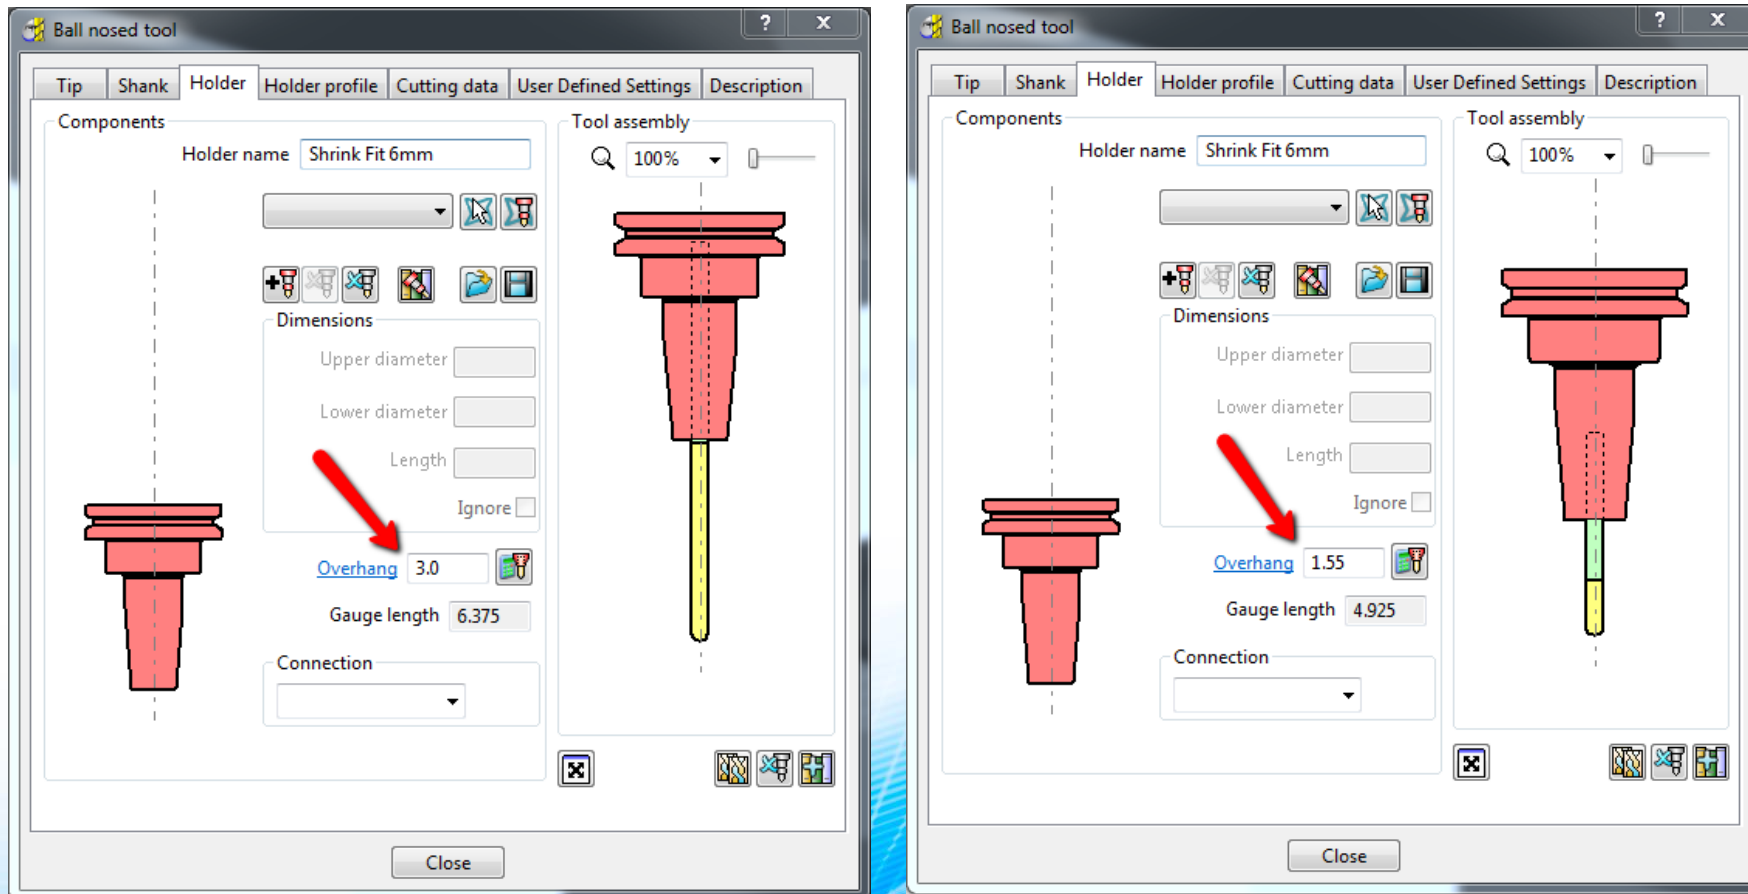 Ball nosed tool
?
x
Tip
Shank
Holder
Holder profile
Cutting data
User Defined Settings
Description
Components
Holder name
Shrink Fit 6mm
Tool assembly
100%
Dimensions
Upper diameter
Lower diameter
Length
Ignore
Overhang
3.0
Gauge length
6.375
Connection
Close
Ball nosed tool
?
x
Tip
Shank
Holder
Holder profile
Cutting data
User Defined Settings
Description
Components
Holder name
Shrink Fit 6mm
Tool assembly
100%
Dimensions
Upper diameter
Lower diameter
Length
Ignore
Overhang
1.55
Gauge length
4.925
Connection
Close